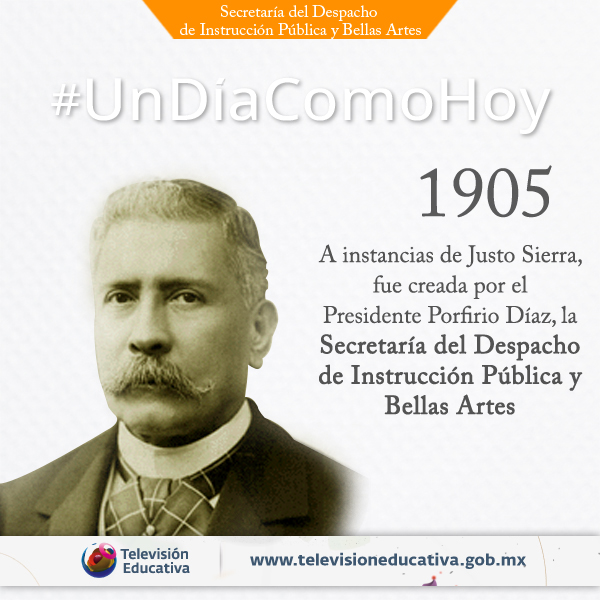 Secretaría del Despacho
de Instrucción Pública y Bellas Artes
#UnDíaComoHoy
1905
A instancias de Justo Sierra,
fue creada por el
Presidente Porfirio Díaz, la
Secretaría del Despacho
de Instrucción Pública y
Bellas Artes
Televisión
Educativa
www.televisioneducativa.gob.mx